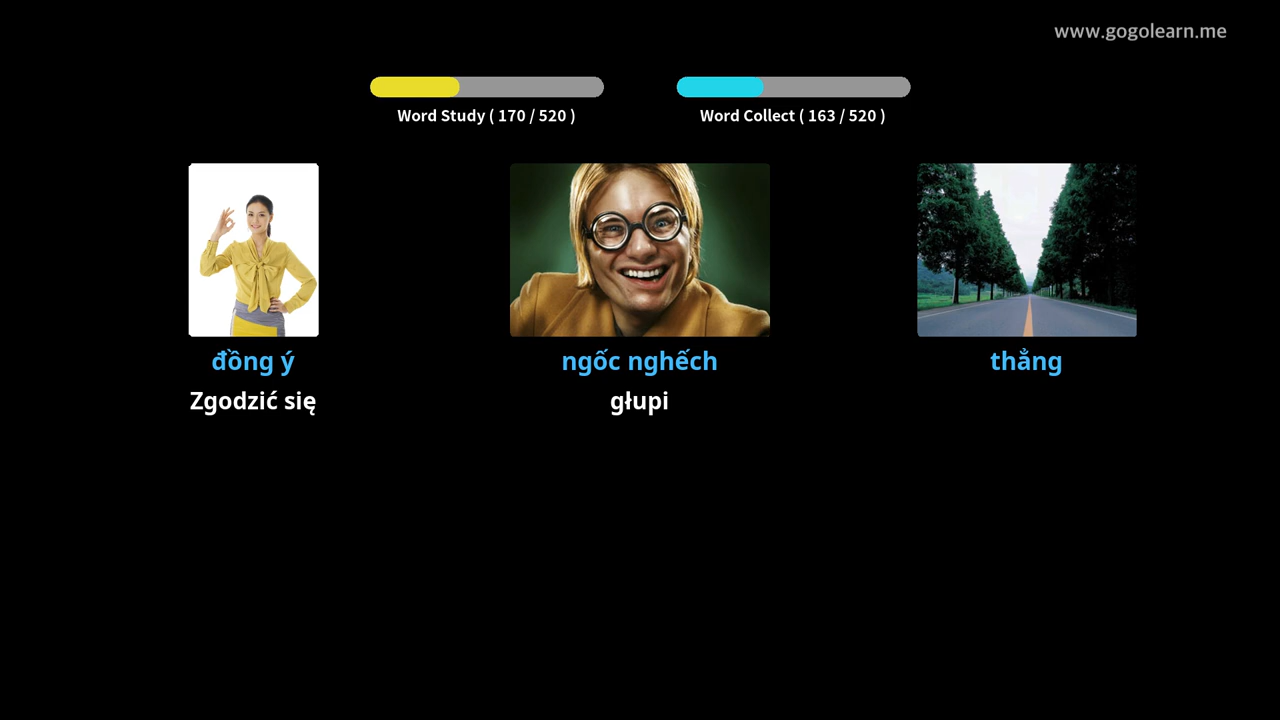 www.gogolearn.me
Word Study ( 170 / 520 )
Word Collect ( 163 / 520 )
đồng ý
ngốc nghếch
thẳng
Zgodzić się
głupi